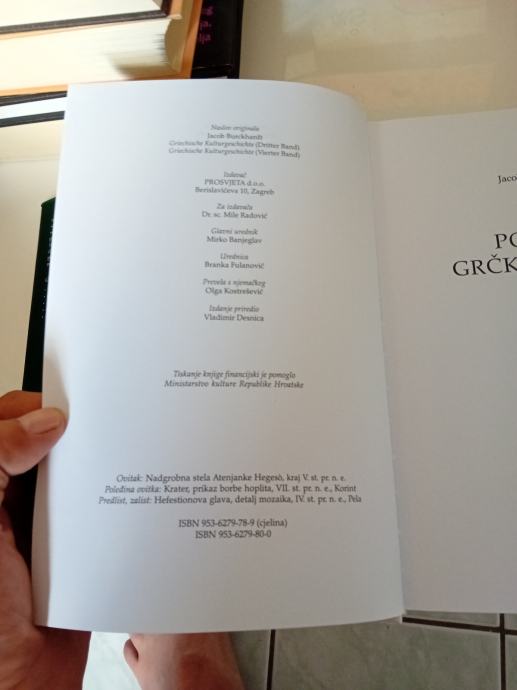 Naslov originala
Jacob Burckhardt
Griechische Kulturgeschichte (Dritter Band)
Griechische Kulturgeschichte (Vierter Band)
Izdavač
PROSVJETA d.o.o.
Berislavićeva 10, Zagreb
Za izdavača
Dr. sc. Mile Radović
Glavni urednik
Mirko Banjeglav
Urednica
Branka Fulanović
Prevela s njemačkog
Olga Kostrešević
Izdanje priredio
Vladimir Desnica
Tiskanje knjige financijski je pomoglo
Ministarstvo kulture Republike Hrvatske
Ovitak: Nadgrobna stela Atenjanke Hegesò, kraj V. st. pr. n. e.
Poleđina ovitka: Krater, prikaz borbe hoplita, VII. st. pr. n. e., Korint
Predlist, zalist: Hefestionova glava, detalj mozaika, IV. st. pr. n. e., Pela
ISBN 953-6279-78-9 (cjelina)
ISBN 953-6279-80-0
Jaco
PO
GRČK